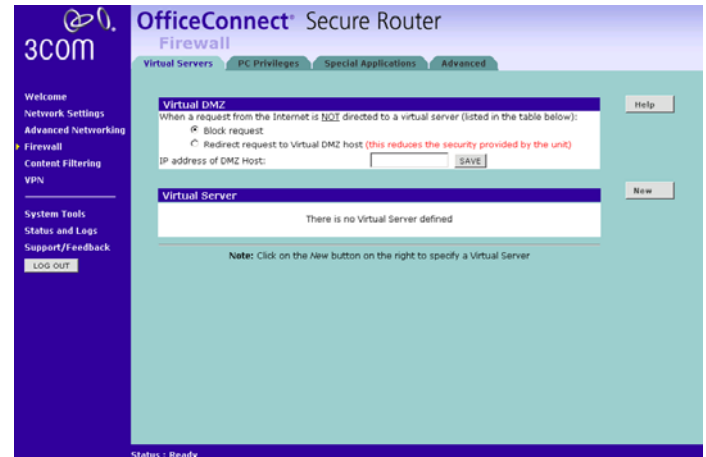 3COM
OfficeConnect® Secure Router
Firewall
Virtual Servers PC Privileges Special Applications Advanced
Welcome
Network Settings
Advanced Networking
Firewall
Content Filtering
VPN
System Tools
Status and Logs
Support/Feedback
LOG OUT
Virtual DMZ
When a request from the Internet is NOT directed to a virtual server (listed in the table below):
Block request
Redirect request to Virtual DMZ host (this reduces the security provided by the unit)
IP address of DMZ Host: SAVE
Help
Virtual Server
There is no Virtual Server defined
New
Note: Click on the New button on the right to specify a Virtual Server
Status : Ready